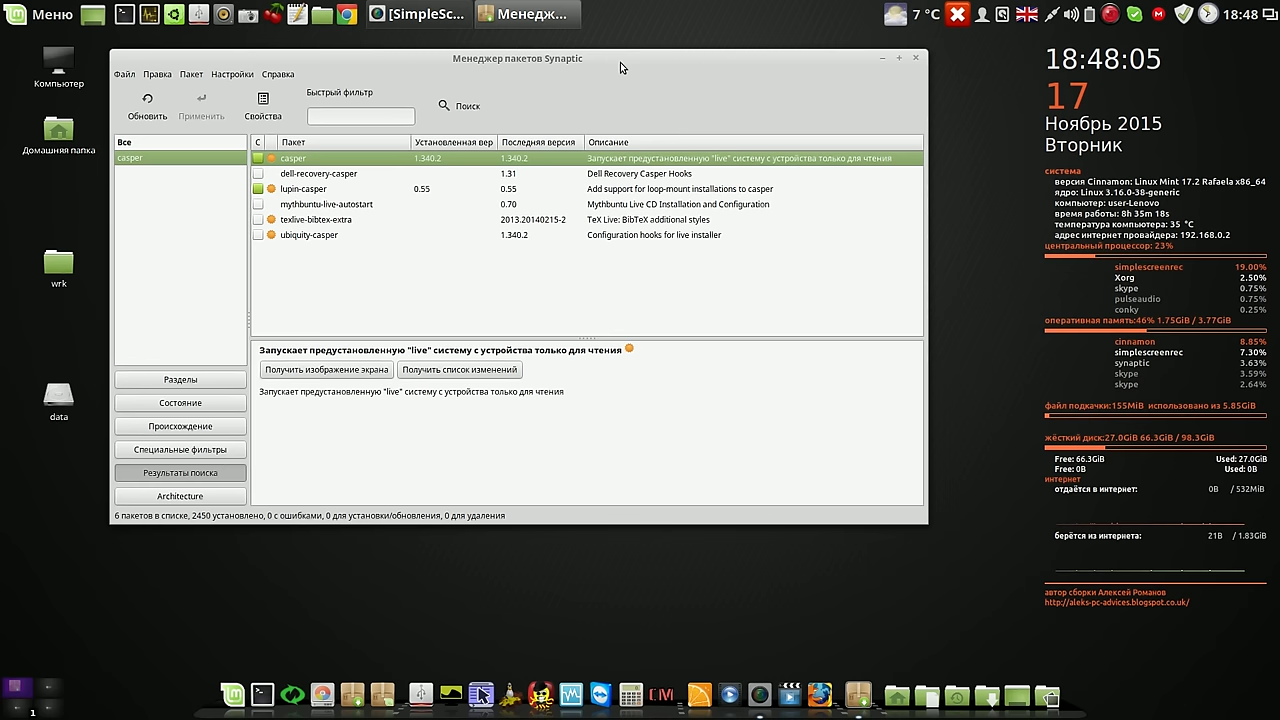 Меню
[SimpleSc...
Менедж...
7 °C
18:48
Компьютер
Домашняя папка
wrk
data
Менеджер пакетов Synaptic
Файл Правка Пакет Настройки Справка
Обновить Применить Свойства
Быстрый фильтр
Поиск
Все
casper
С Пакет Установленная вер Последняя версия Описание
casper 1.340.2 1.340.2 Запускает предустановленную "live" систему с устройства только для чтения
dell-recovery-casper 1.31 Dell Recovery Casper Hooks
lupin-casper 0.55 0.55 Add support for loop-mount installations to casper
mythbuntu-live-autostart 0.70 Mythbuntu Live CD Installation and Configuration
texlive-bibtex-extra 2013.20140215-2 TeX Live: BibTeX additional styles
ubiquity-casper 1.340.2 Configuration hooks for live installer
Запускает предустановленную "live" систему с устройства только для чтения
Получить изображение экрана Получить список изменений
Запускает предустановленную "live" систему с устройства только для чтения
Разделы
Состояние
Происхождение
Специальные фильтры
Результаты поиска
Architecture
6 пакетов в списке, 2450 установлено, 0 с ошибками, 0 для установки/обновления, 0 для удаления
18:48:05
17
Ноябрь 2015
Вторник
система
версия Cinnamon: Linux Mint 17.2 Rafaela x86_64
ядро: Linux 3.16.0-38-generic
компьютер: user-Lenovo
время работы: 8h 35m 18s
температура компьютера: 35 °C
адрес интернет провайдера: 192.168.0.2
центральный процессор: 23%
simplescreenrec 19.00%
Xorg 2.50%
skype 0.75%
pulseaudio 0.75%
conky 0.25%
оперативная память:46% 1.75GiB / 3.77GiB
cinnamon 8.85%
simplescreenrec 7.30%
synaptic 3.63%
skype 3.59%
skype 2.64%
файл подкачки:155MiB использовано из 5.85GiB
жёсткий диск:27.0GiB 66.3GiB / 98.3GiB
Free: 66.3GiB Used: 27.0GiB
Free: 0B Used: 0B
интернет
отдаётся в интернет: 0B / 532MiB
берётся из интернета: 21B / 1.83GiB
автор сборки Алексей Романов
http://aleks-pc-advices.blogspot.co.uk/
1